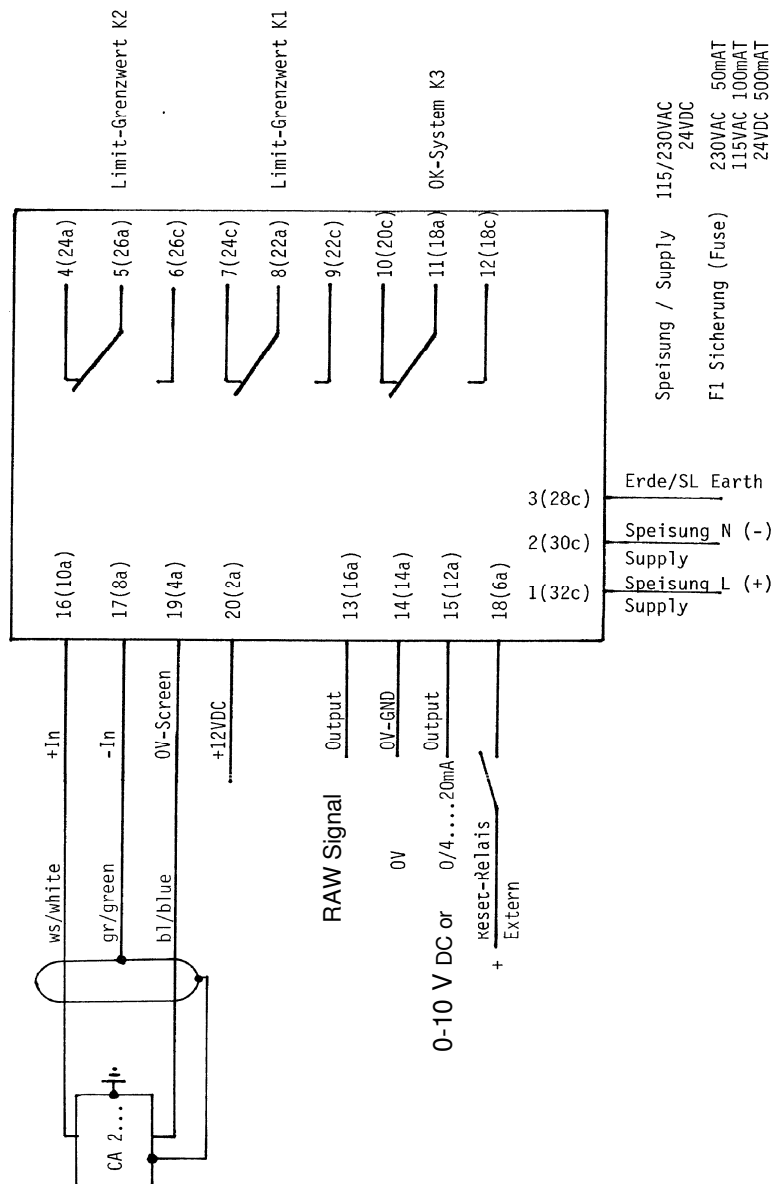 Limit-Grenzwert K2
Limit-Grenzwert K1
OK-System K3
4(24a)
5(26a)
6(26c)
7(24c)
8(22a)
9(22c)
10(20c)
11(18a)
12(18c)
Speisung / Supply 115/230VAC
24VDC
F1 Sicherung (Fuse) 230VAC 50mAT
115VAC 100mAT
24VDC 500mAT
3(28c)
Erde/SL Earth
2(30c)
Speisung N (-)
Supply
1(32c)
Speisung L (+)
Supply
16(10a)
17(8a)
19(4a)
20(2a)
13(16a)
14(14a)
15(12a)
18(6a)
+In
-In
0V-Screen
+12VDC
Output
0V-GND
Output
ws/white
gr/green
bl/blue
RAW Signal
0V
0-10 V DC or
0/4....20mA
Reset-Relais
+ Extern
CA 2...